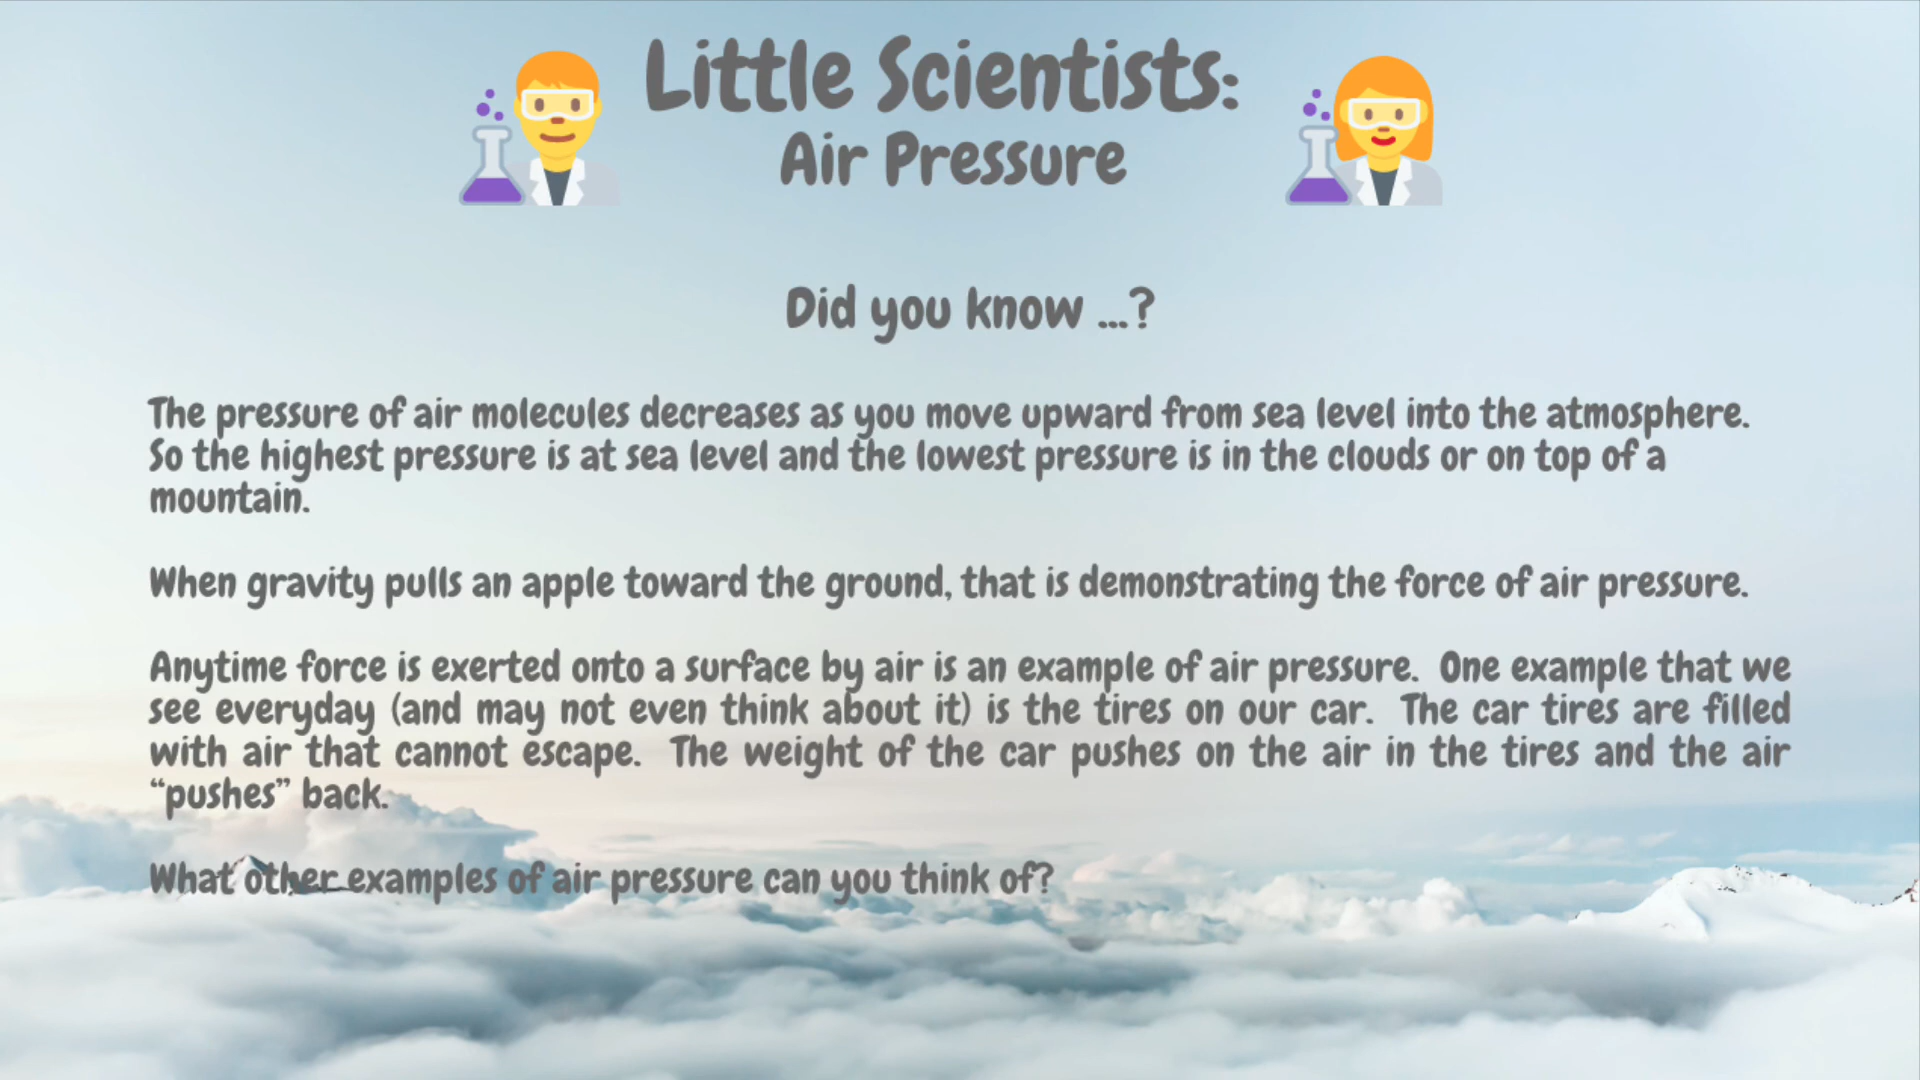 Little Scientists:
Air Pressure
Did you know ...?
The pressure of air molecules decreases as you move upward from sea level into the atmosphere.
So the highest pressure is at sea level and the lowest pressure is in the clouds or on top of a
mountain.
When gravity pulls an apple toward the ground, that is demonstrating the force of air pressure.
Anytime force is exerted onto a surface by air is an example of air pressure.  One example that we
see everyday (and may not even think about it) is the tires on our car.  The car tires are filled
with air that cannot escape.  The weight of the car pushes on the air in the tires and the air
“pushes” back.
What other examples of air pressure can you think of?